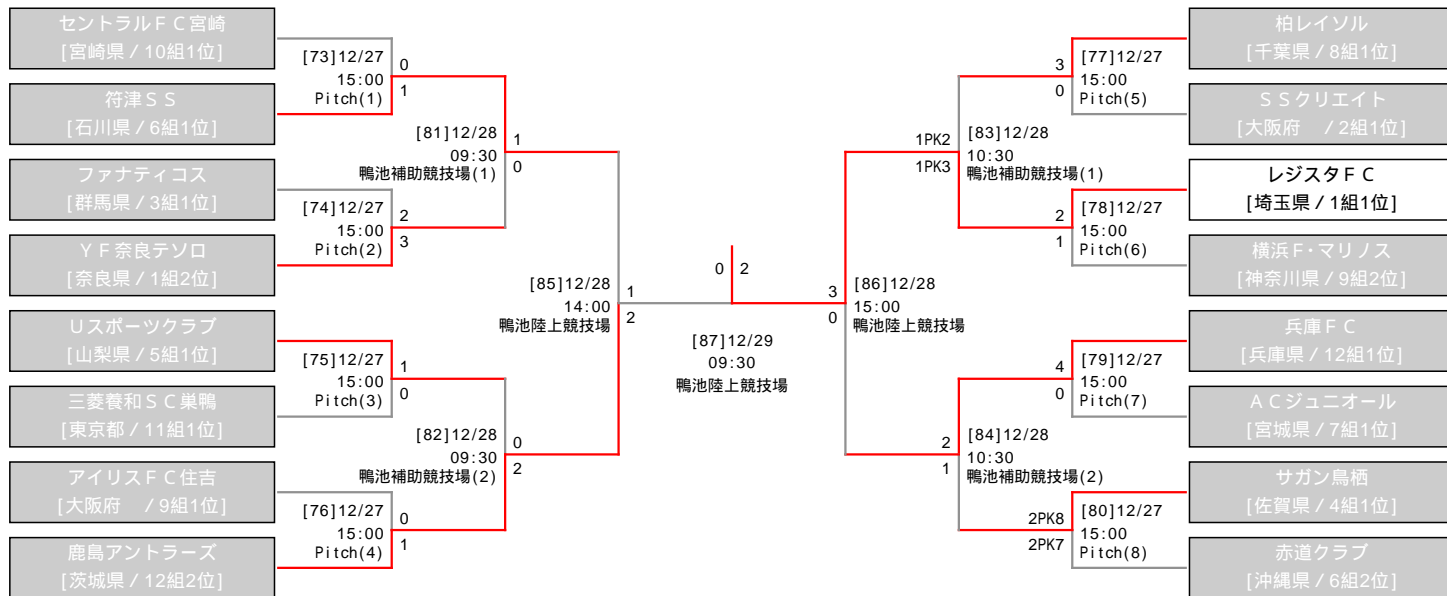 セントラルＦＣ宮崎
[宮崎県 / 10組1位]
符津ＳＳ
[石川県 / 6組1位]
ファナティコス
[群馬県 / 3組1位]
ＹＦ奈良テソロ
[奈良県 / 1組2位]
Ｕスポーツクラブ
[山梨県 / 5組1位]
三菱養和ＳＣ巣鴨
[東京都 / 11組1位]
アイリスＦＣ住吉
[大阪府　 / 9組1位]
鹿島アントラーズ
[茨城県 / 12組2位]
[73]12/27
15:00
Pitch(1)
0
1
[74]12/27
15:00
Pitch(2)
2
3
[75]12/27
15:00
Pitch(3)
1
0
[76]12/27
15:00
Pitch(4)
0
1
[81]12/28
09:30
鴨池補助競技場(1)
1
0
[82]12/28
09:30
鴨池補助競技場(2)
0
2
[85]12/28
14:00
鴨池陸上競技場
1
2
0 2
[87]12/29
09:30
鴨池陸上競技場
3
0
[86]12/28
15:00
鴨池陸上競技場
1PK2
1PK3
[83]12/28
10:30
鴨池補助競技場(1)
2
1
[84]12/28
10:30
鴨池補助競技場(2)
3
0
[77]12/27
15:00
Pitch(5)
2
1
[78]12/27
15:00
Pitch(6)
4
0
[79]12/27
15:00
Pitch(7)
2PK8
2PK7
[80]12/27
15:00
Pitch(8)
柏レイソル
[千葉県 / 8組1位]
ＳＳクリエイト
[大阪府　 / 2組1位]
レジスタＦＣ
[埼玉県 / 1組1位]
横浜Ｆ・マリノス
[神奈川県 / 9組2位]
兵庫ＦＣ
[兵庫県 / 12組1位]
ＡＣジュニオール
[宮城県 / 7組1位]
サガン鳥栖
[佐賀県 / 4組1位]
赤道クラブ
[沖縄県 / 6組2位]